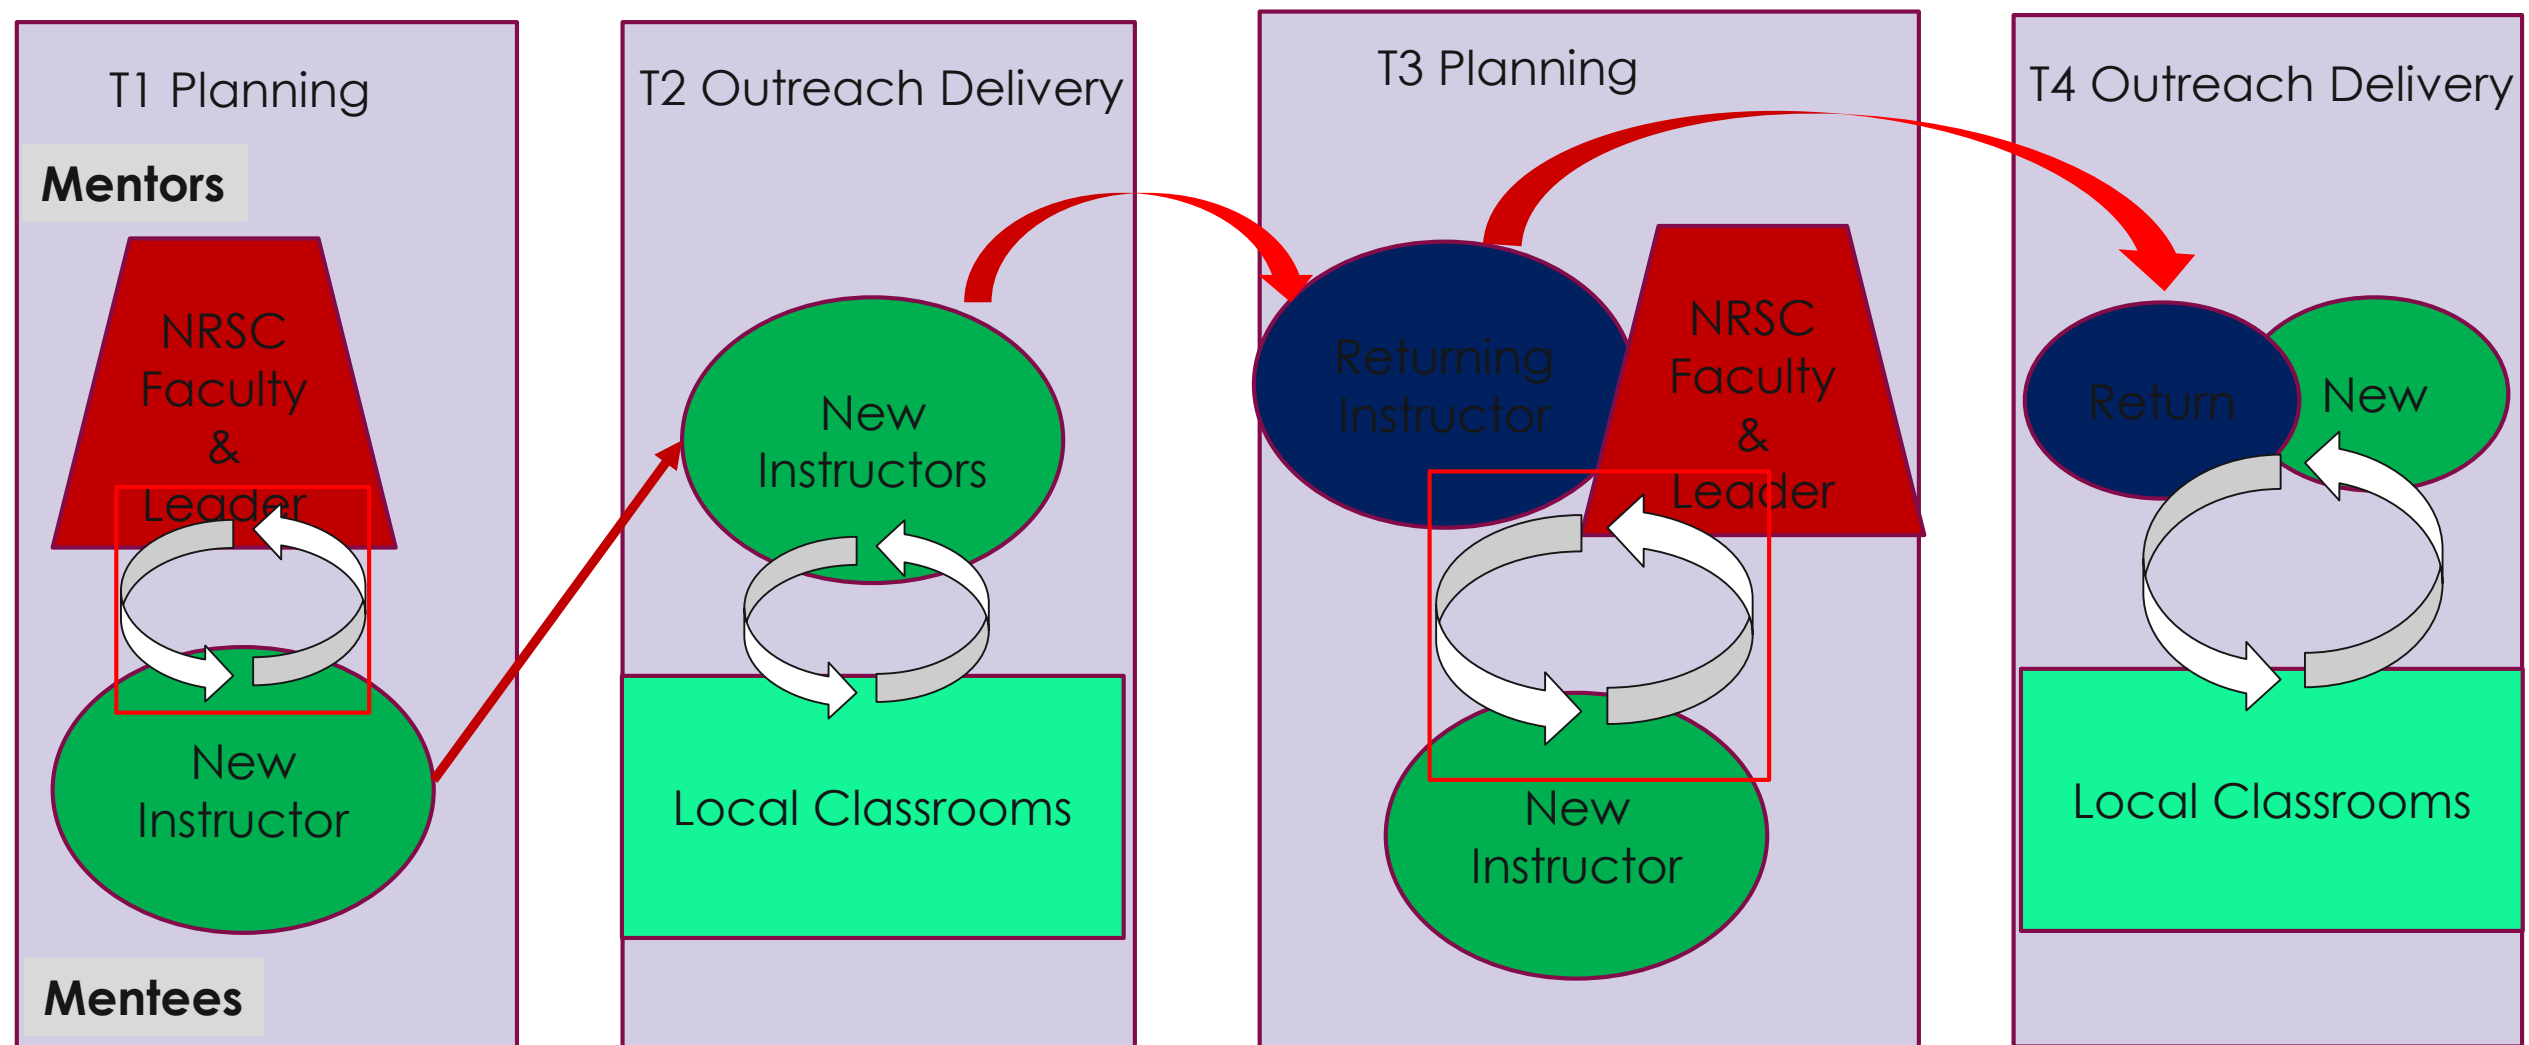 T1 Planning
Mentors
NRSC
Faculty
&
Leader
New
Instructor
Mentees
T2 Outreach Delivery
New
Instructors
Local Classrooms
T3 Planning
Returning
Instructor
NRSC
Faculty
&
Leader
New
Instructor
T4 Outreach Delivery
Return
New
Local Classrooms